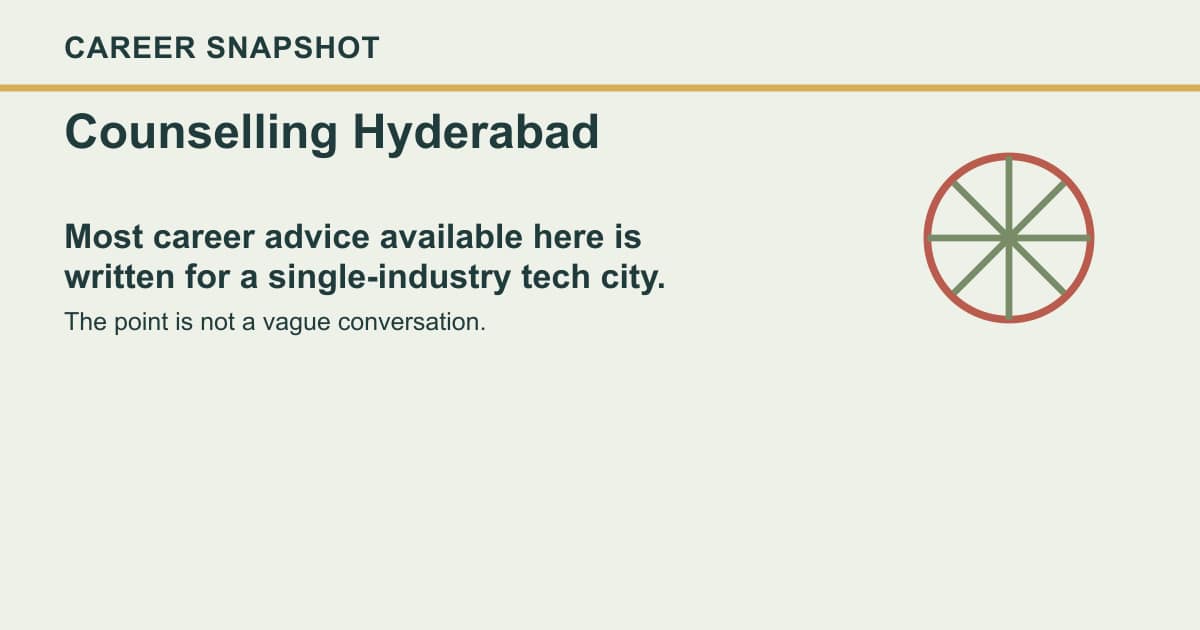 CAREER SNAPSHOT
Counselling Hyderabad
Most career advice available here is
written for a single-industry tech city.
The point is not a vague conversation.